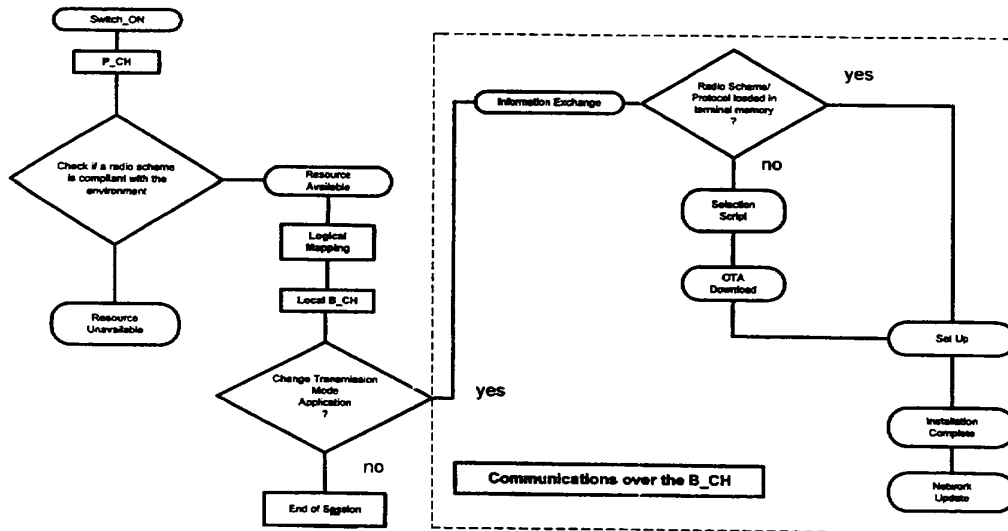 Switch_ON
P_CH
Check if a radio scheme
is compliant with the
environment
Resource
Unavailable
Resource
Available
Logical
Mapping
Local B_CH
Change Transmission
Mode
Application
?
no
End of Session
yes
Information Exchange
Radio Scheme/
Protocol loaded in
terminal memory
?
yes
no
Selection
Script
OTA
Download
Set Up
Installation
Complete
Network
Update
Communications over the B_CH